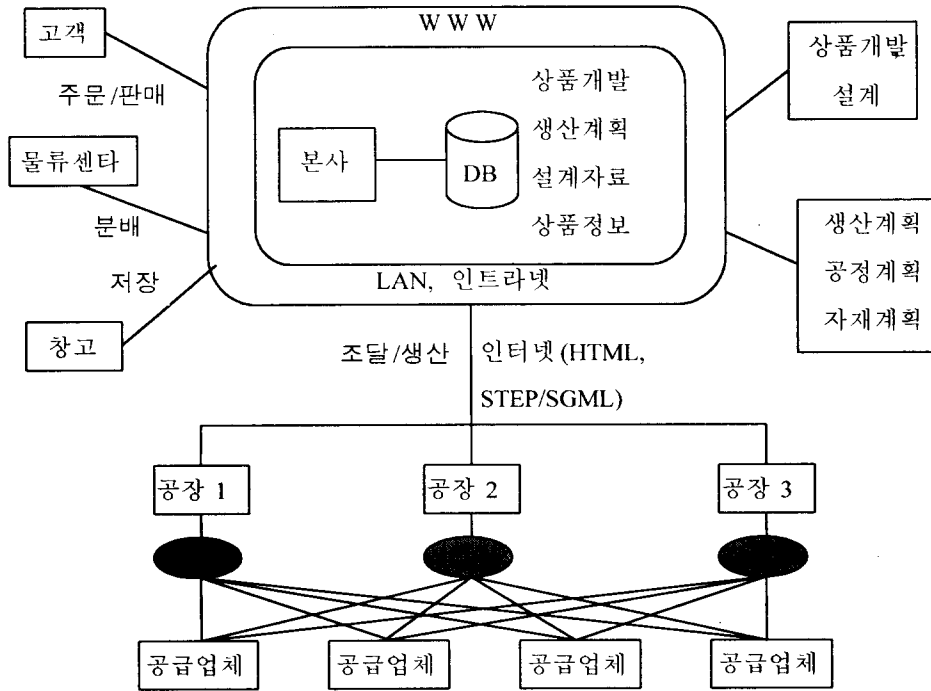 고객
주문/판매
물류센타
분배
저장
창고
W W W
본사
DB
상품개발
생산계획
설계자료
상품정보
LAN, 인트라넷
상품개발
설계
생산계획
공정계획
자재계획
조달/생산
인터넷(HTML,
STEP/SGML)
공장 1
공장 2
공장 3
공급업체
공급업체
공급업체
공급업체